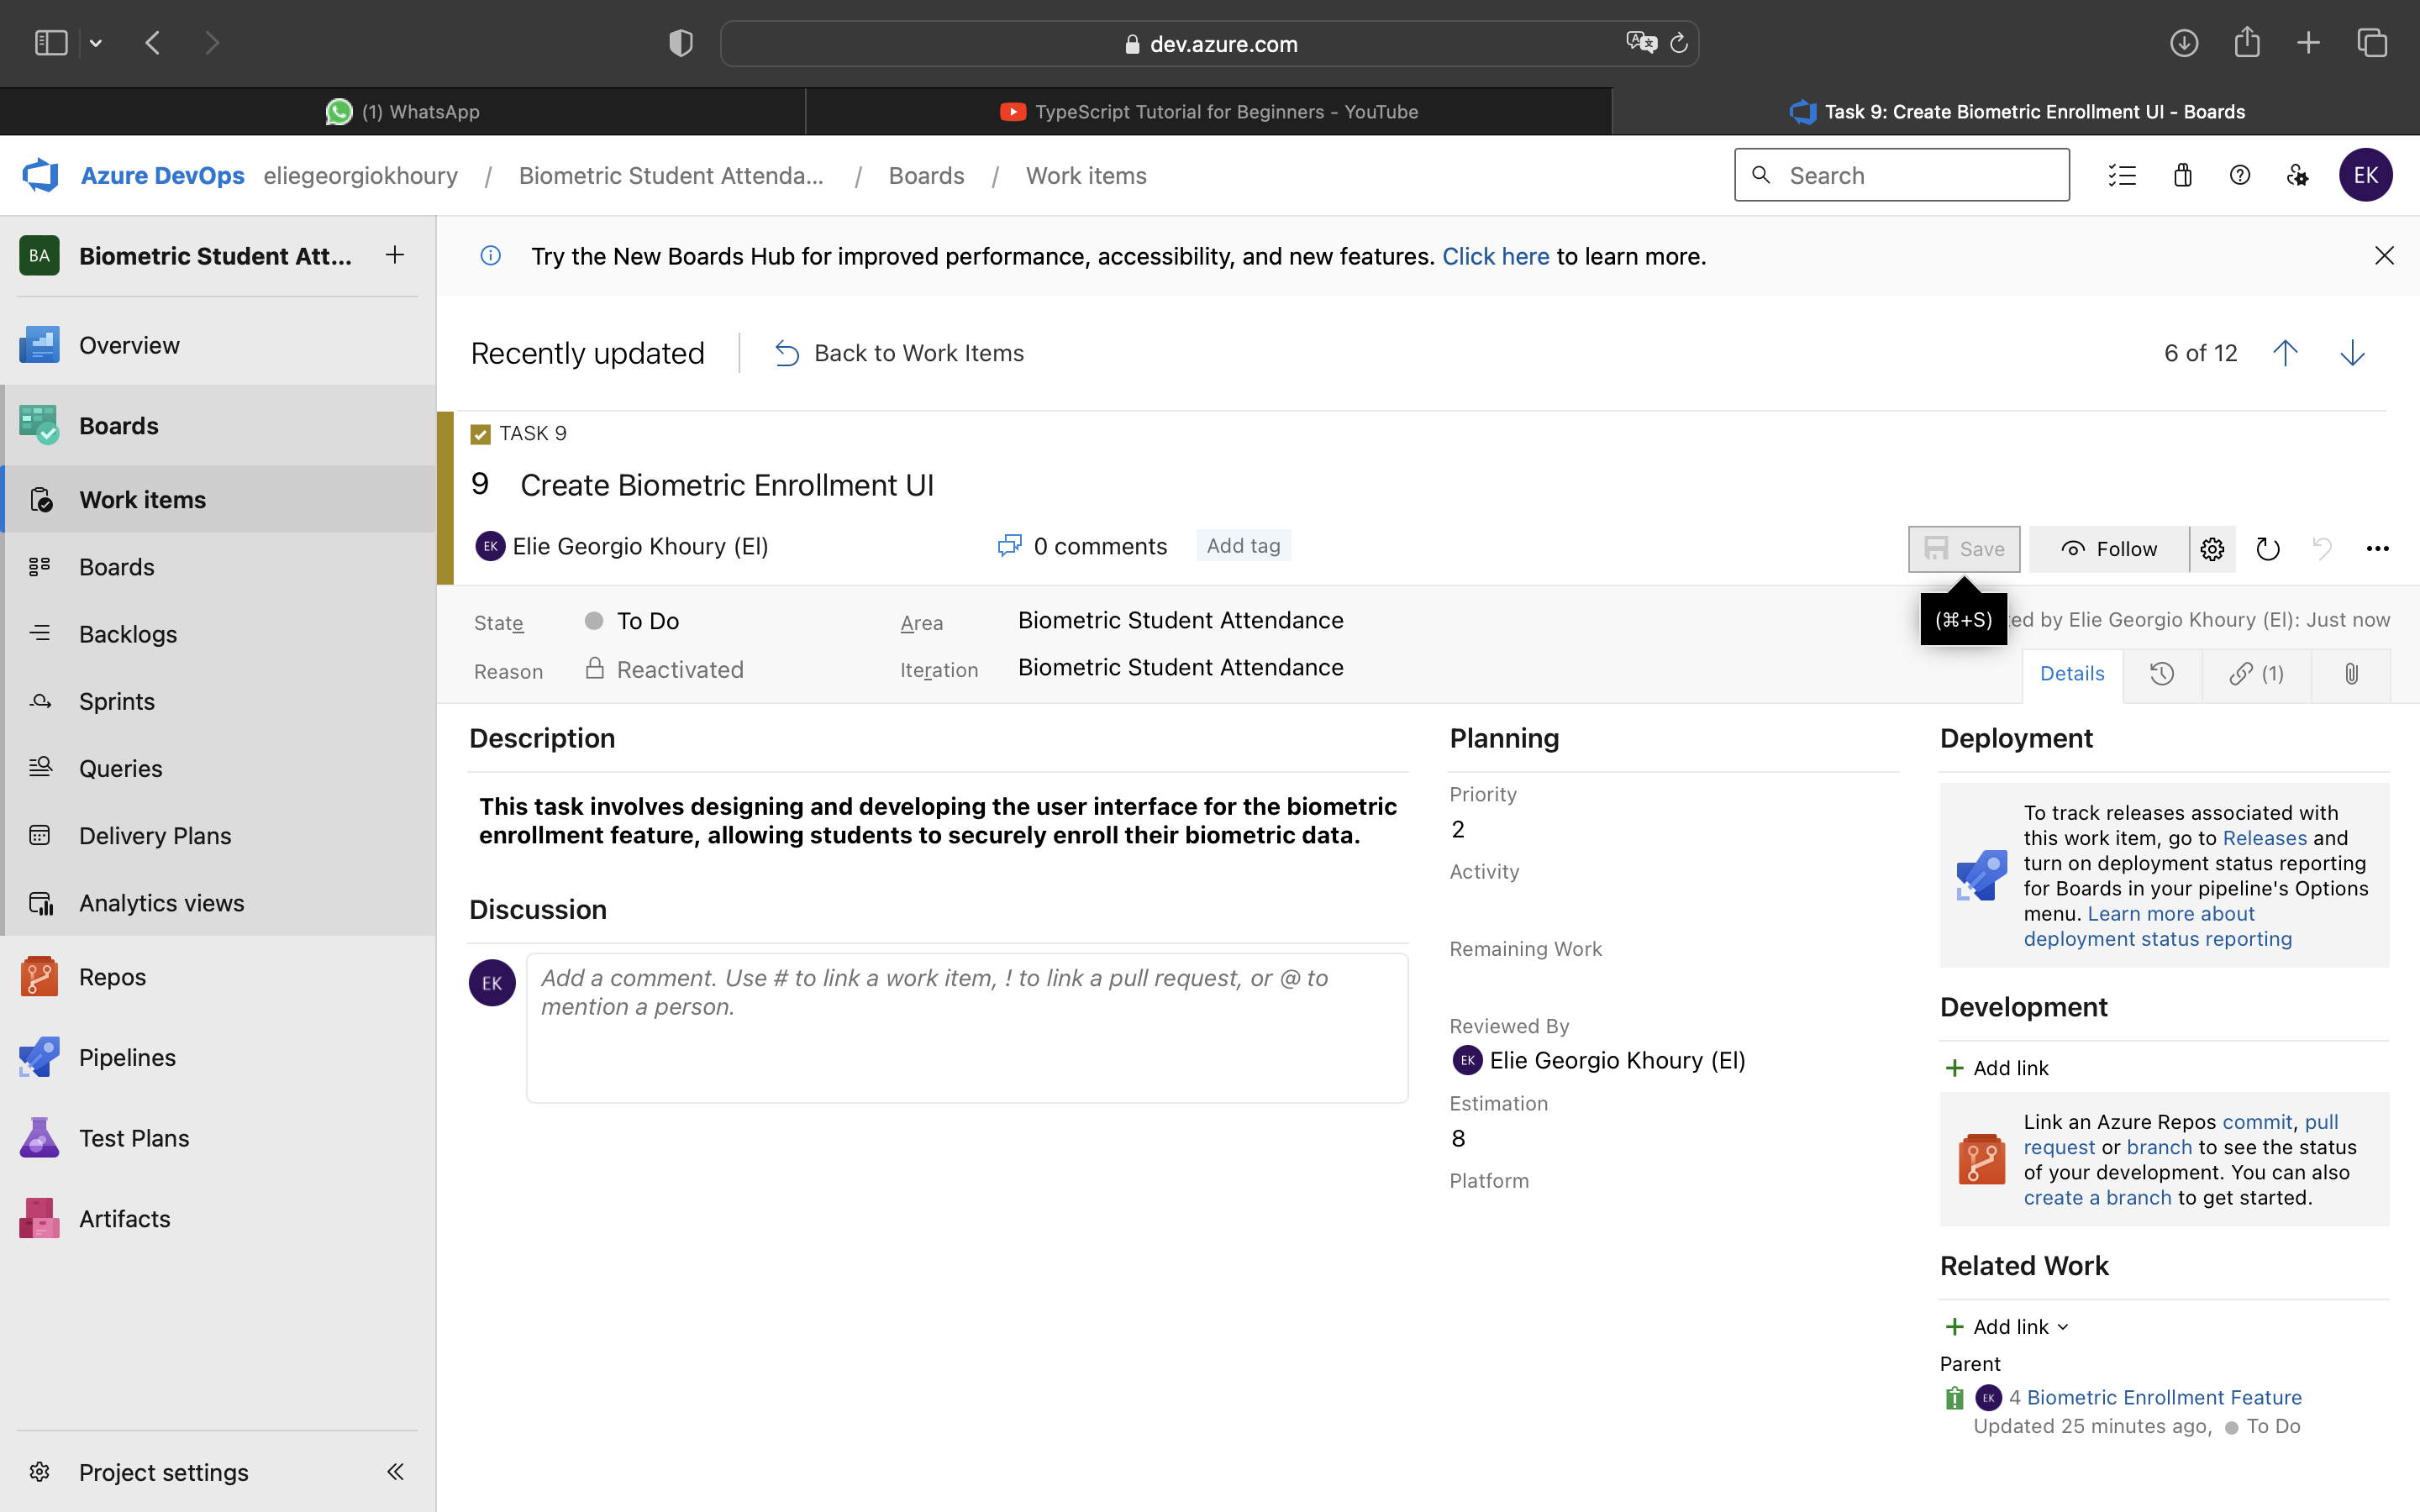 dev.azure.com
(1) WhatsApp
TypeScript Tutorial for Beginners - YouTube
Task 9: Create Biometric Enrollment UI - Boards
Azure DevOps eliegeorgiokhoury / Biometric Student Attenda... / Boards / Work items
Search
EK
BA Biometric Student Att...
Overview
Boards
Work items
Boards
Backlogs
Sprints
Queries
Delivery Plans
Analytics views
Repos
Pipelines
Test Plans
Artifacts
Project settings
Try the New Boards Hub for improved performance, accessibility, and new features. Click here to learn more.
Recently updated
Back to Work Items
6 of 12
TASK 9
9 Create Biometric Enrollment UI
EK Elie Georgio Khoury (El)
0 comments
Add tag
Save
Follow
(⌘+S)
State To Do
Area Biometric Student Attendance
ed by Elie Georgio Khoury (El): Just now
Reason Reactivated
Iteration Biometric Student Attendance
Details
(1)
Description
This task involves designing and developing the user interface for the biometric
enrollment feature, allowing students to securely enroll their biometric data.
Discussion
EK
Add a comment. Use # to link a work item, ! to link a pull request, or @ to
mention a person.
Planning
Priority
2
Activity
Remaining Work
Reviewed By
EK Elie Georgio Khoury (El)
Estimation
8
Platform
Deployment
To track releases associated with
this work item, go to Releases and
turn on deployment status reporting
for Boards in your pipeline's Options
menu. Learn more about
deployment status reporting
Development
Add link
Link an Azure Repos commit, pull
request or branch to see the status
of your development. You can also
create a branch to get started.
Related Work
Add link
Parent
EK 4 Biometric Enrollment Feature
Updated 25 minutes ago, To Do